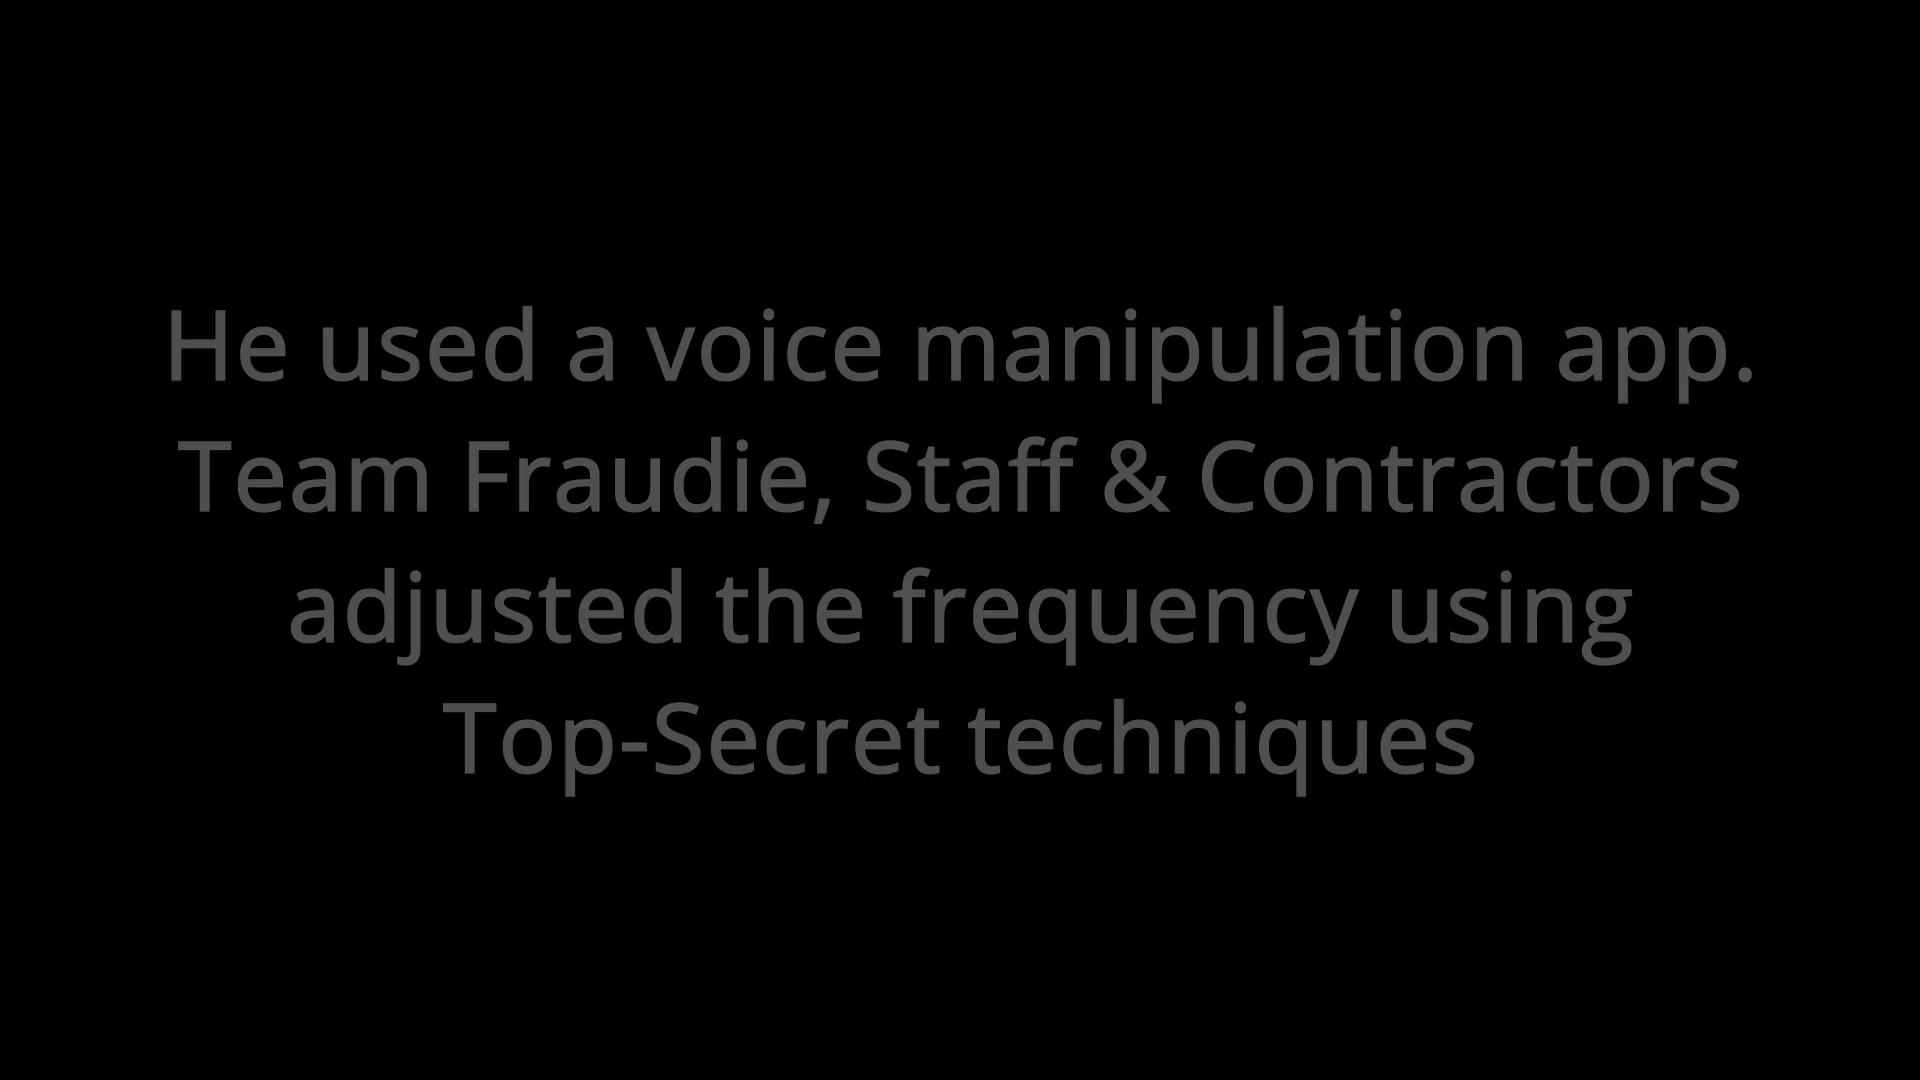 He used a voice manipulation app.
Team Fraudie, Staff & Contractors
adjusted the frequency using
Top-Secret techniques